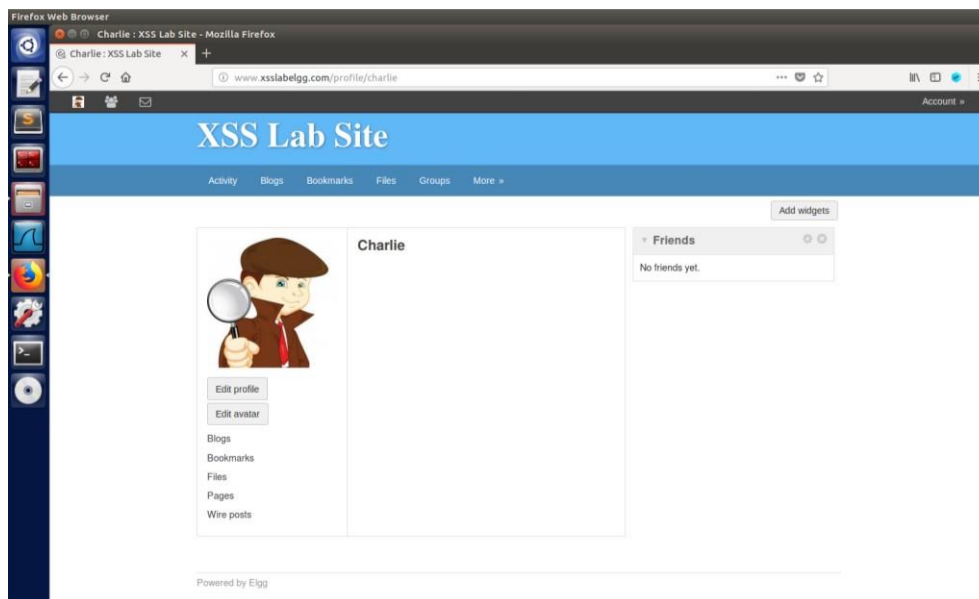 Firefox Web Browser
Charlie : XSS Lab Site - Mozilla Firefox
Charlie : XSS Lab Site × +
www.xsslabelgg.com/profile/charlie
Account »
XSS Lab Site
Activity Blogs Bookmarks Files Groups More »
Add widgets
Charlie
Friends
No friends yet.
Edit profile
Edit avatar
Blogs
Bookmarks
Files
Pages
Wire posts
Powered by Elgg